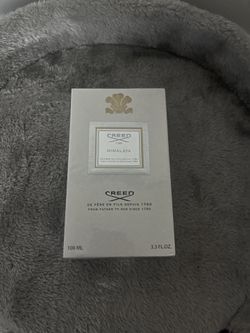 CREED
HIMALAYA
CREED
DE PÈRE EN FILS DEPUIS 1760
FROM FATHER TO SON SINCE 1760
100 ML
3.3 FL.OZ.